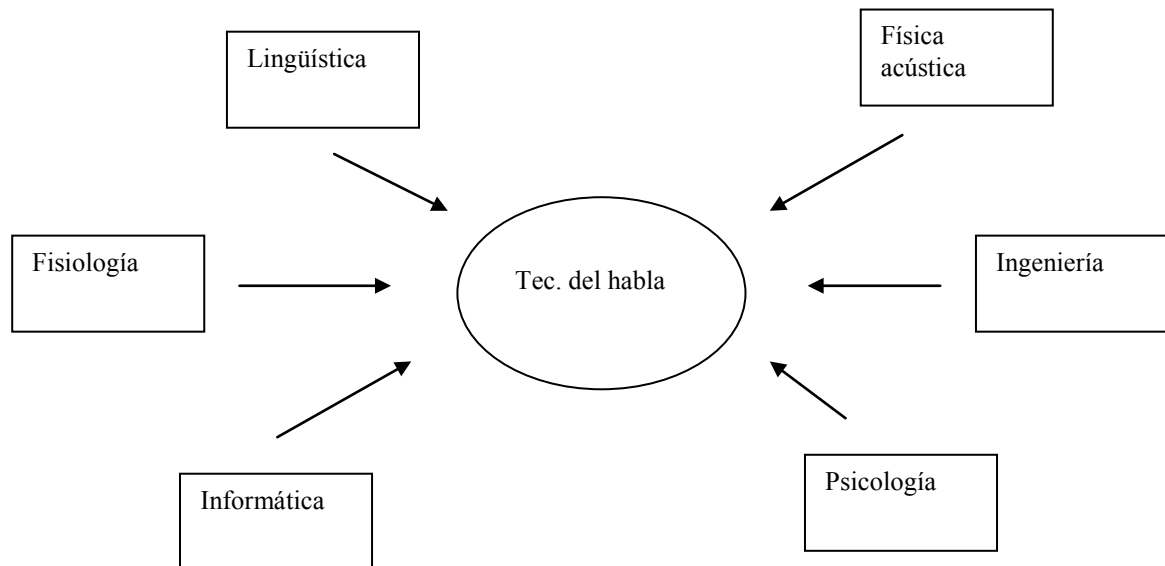 Lingüística
Física
acústica
Fisiología
Tec. del habla
Ingeniería
Informática
Psicología